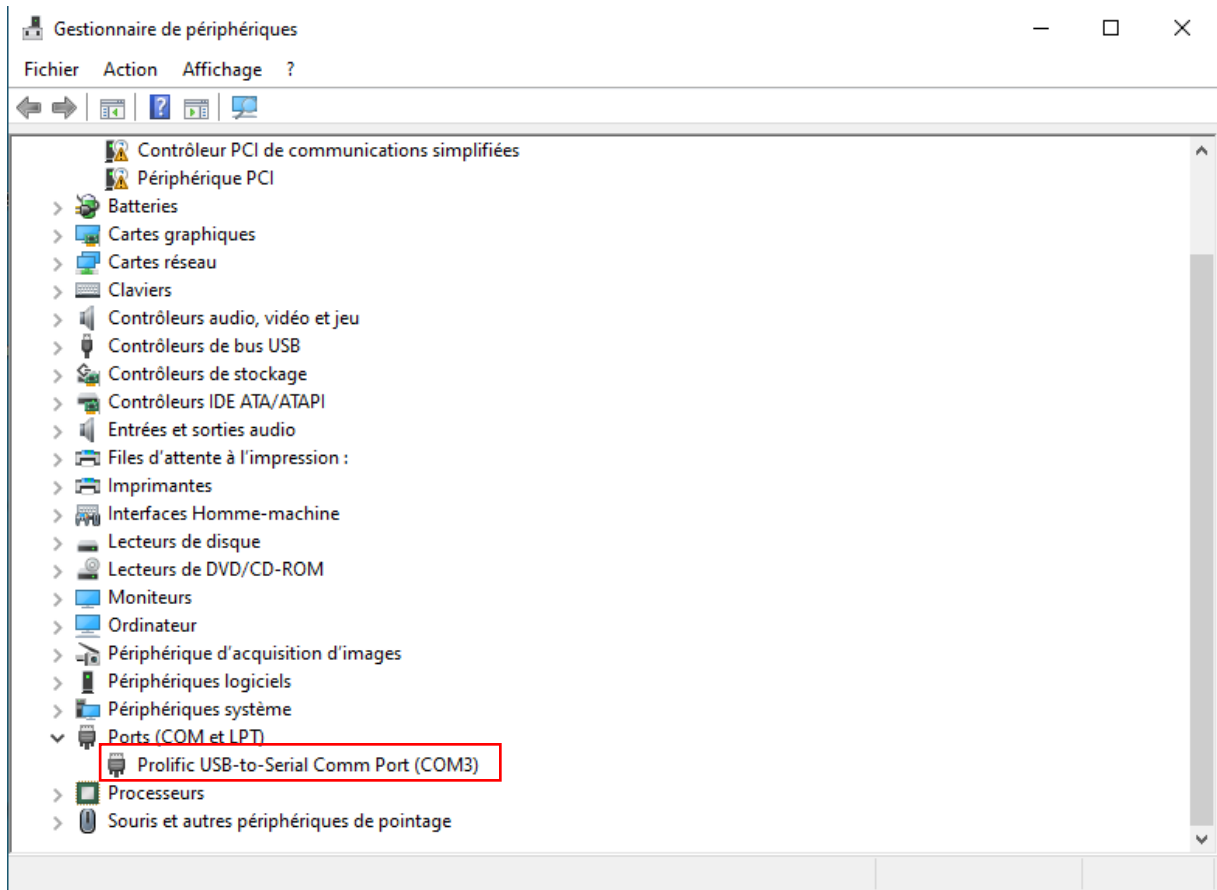 Gestionnaire de périphériques
Fichier Action Affichage ?
Contrôleur PCI de communications simplifiées
Périphérique PCI
Batteries
Cartes graphiques
Cartes réseau
Claviers
Contrôleurs audio, vidéo et jeu
Contrôleurs de bus USB
Contrôleurs de stockage
Contrôleurs IDE ATA/ATAPI
Entrées et sorties audio
Files d'attente à l'impression :
Imprimantes
Interfaces Homme-machine
Lecteurs de disque
Lecteurs de DVD/CD-ROM
Moniteurs
Ordinateur
Périphérique d'acquisition d'images
Périphériques logiciels
Périphériques système
Ports (COM et LPT)
Prolific USB-to-Serial Comm Port (COM3)
Processeurs
Souris et autres périphériques de pointage